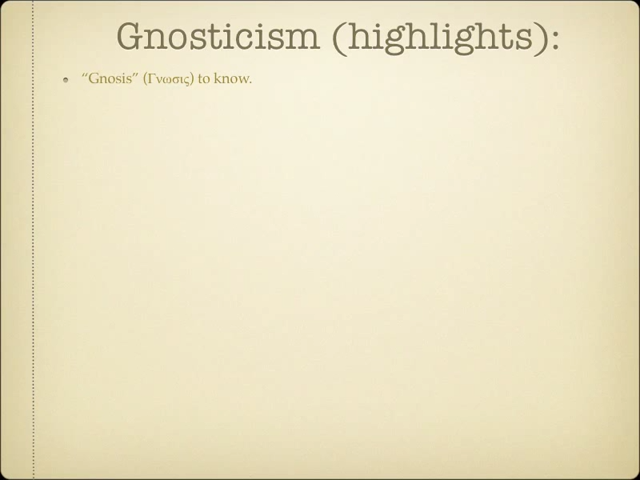 Gnosticism (highlights):
“Gnosis” (Γνωσις) to know.